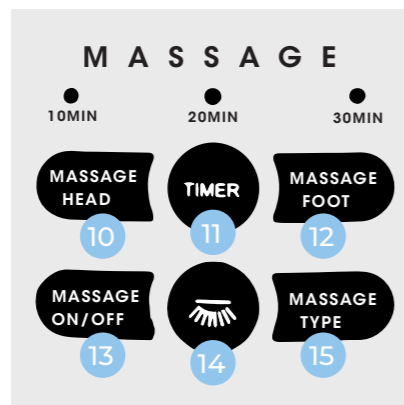 MASSAGE
10MIN 20MIN 30MIN
MASSAGE HEAD
10
TIMER
11
MASSAGE FOOT
12
MASSAGE ON/OFF
13
14
MASSAGE TYPE
15